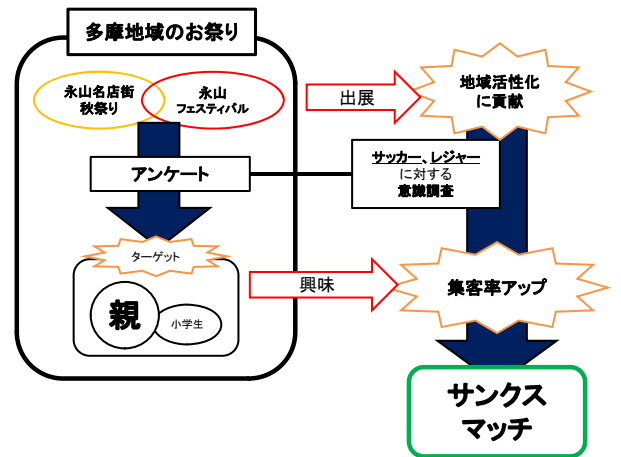 多摩地域のお祭り
永山名店街
秋祭り
永山
フェスティバル
出展
地域活性化
に貢献
アンケート
サッカー、レジャー
に対する
意識調査
ターゲット
親
小学生
興味
集客率アップ
サンクス
マッチ